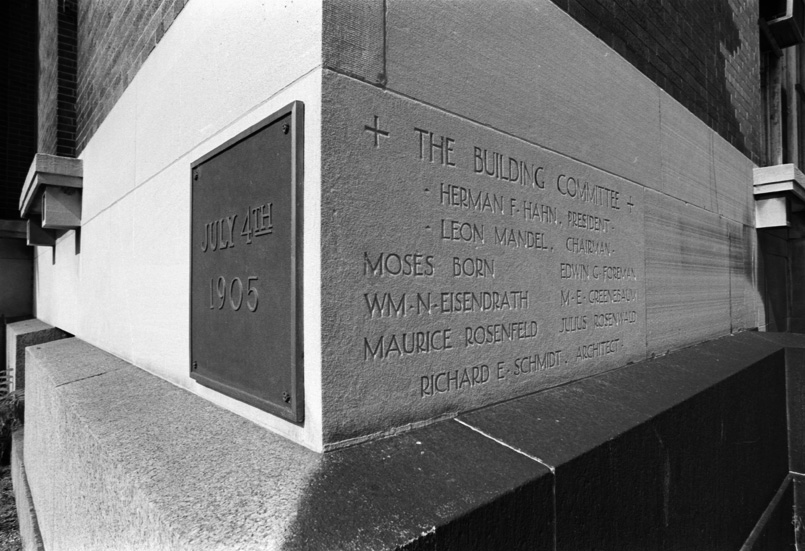 JULY 4TH
1905
+ THE BUILDING COMMITTEE +
- HERMAN F. HAHN, PRESIDENT -
- LEON MANDEL, CHAIRMAN -
MOSES BORN EDWIN G. FOREMAN
WM-N-EISENDRATH M-E-GREENEBAUM
MAURICE ROSENFELD JULIUS ROSENWALD
RICHARD E-SCHMIDT, ARCHITECT.